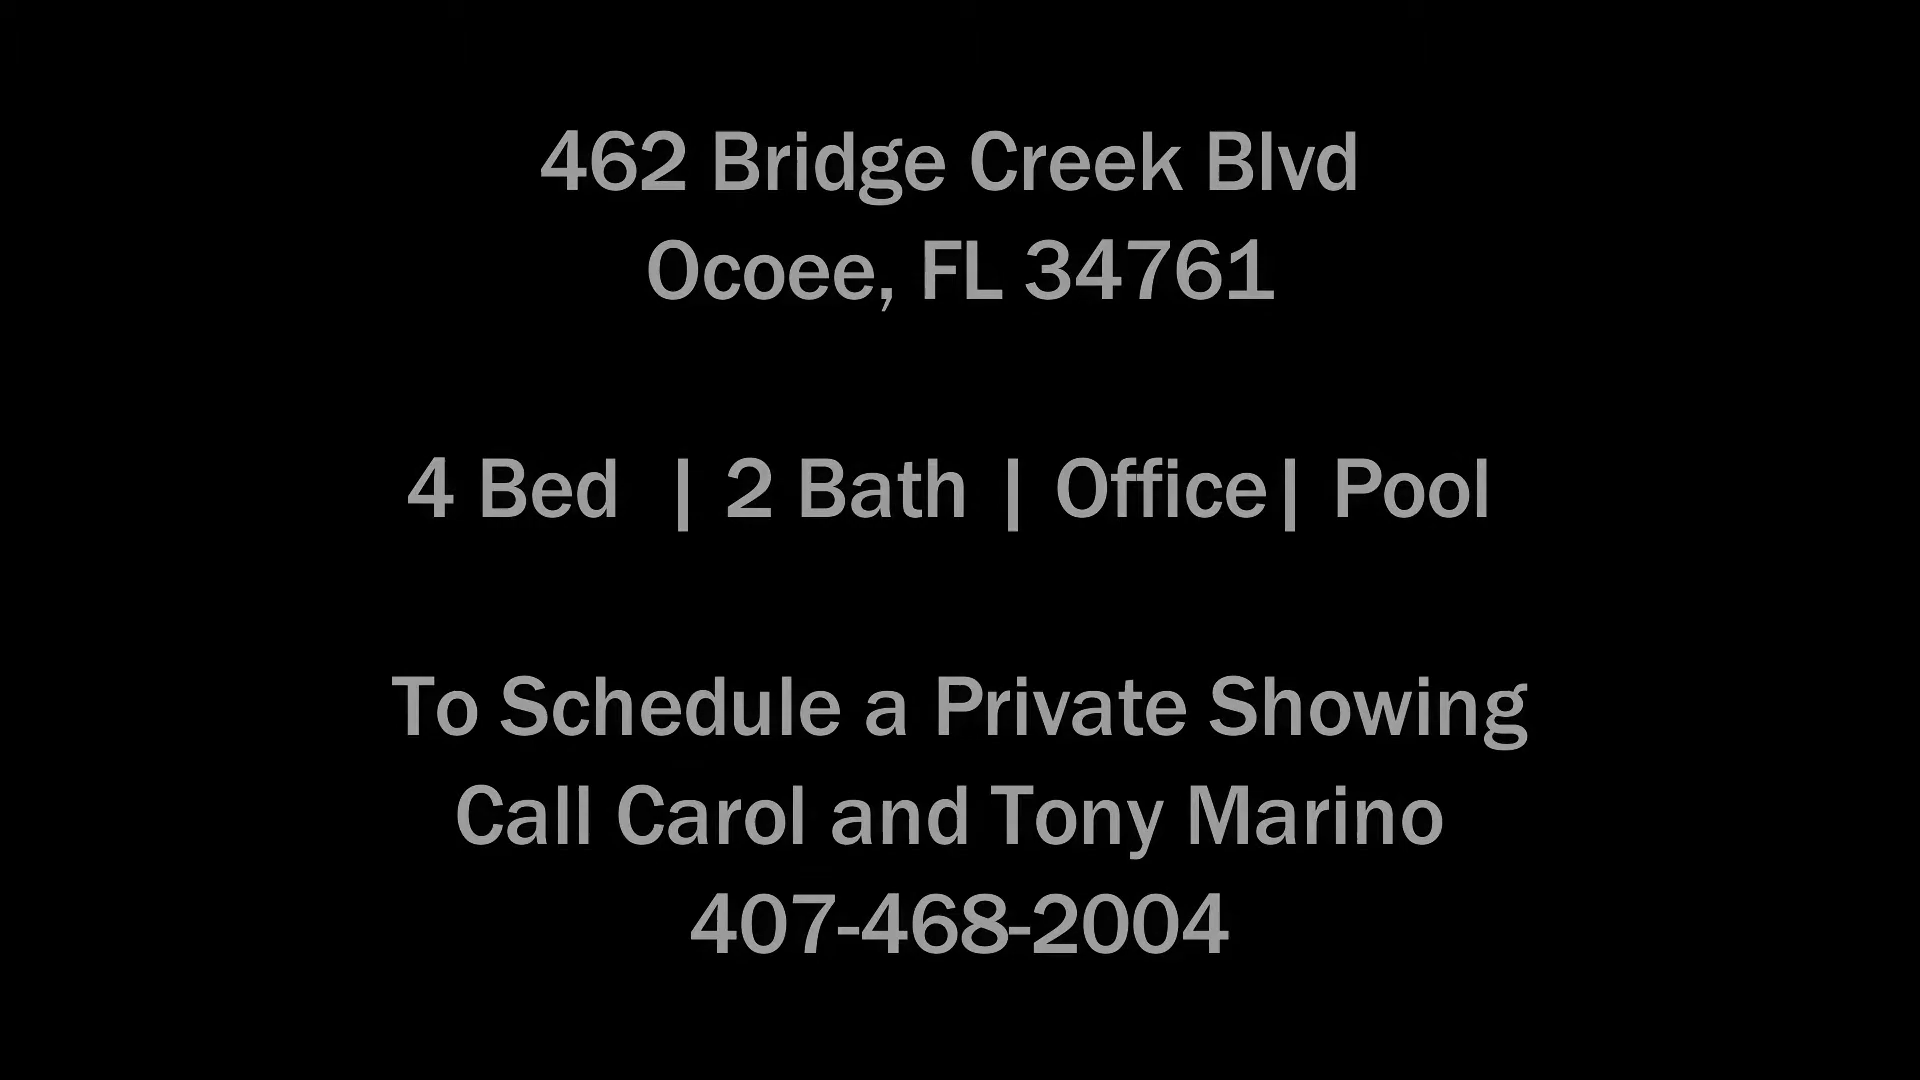 462 Bridge Creek Blvd
Ocoee, FL 34761
4 Bed | 2 Bath | Office| Pool
To Schedule a Private Showing
Call Carol and Tony Marino
407-468-2004